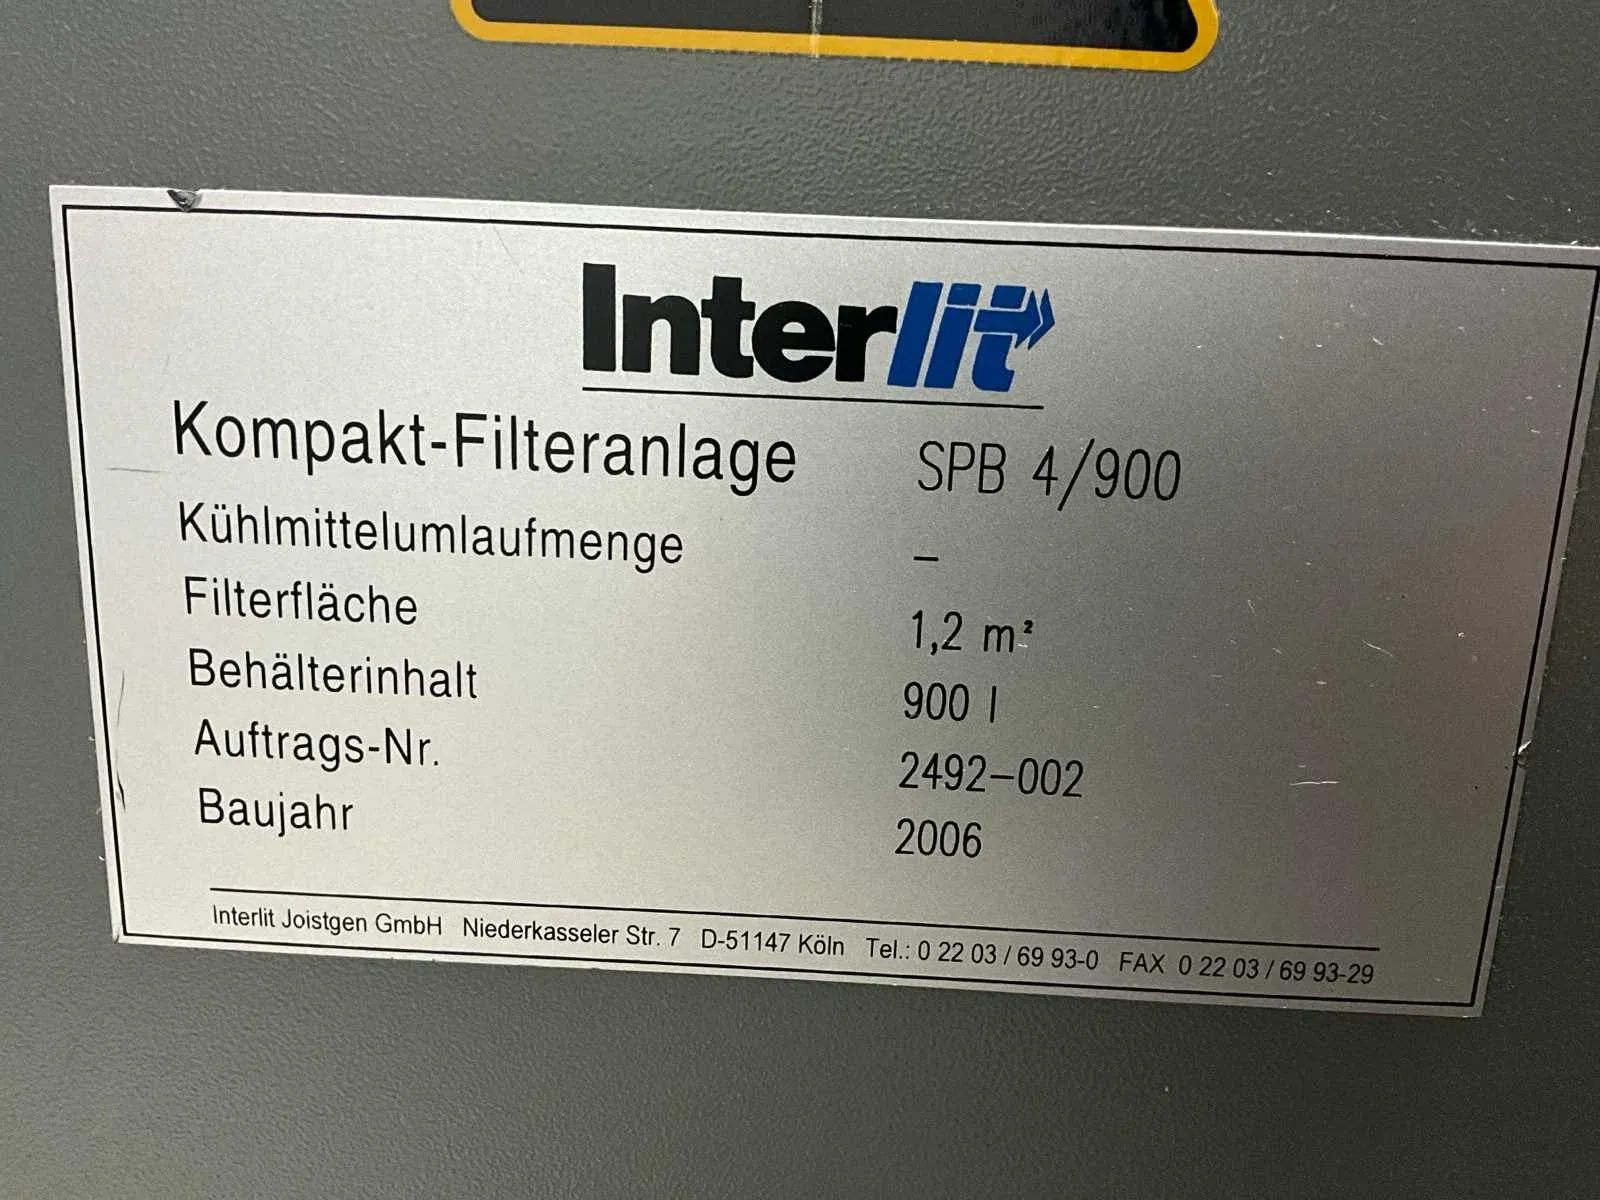 Interlit
Kompakt-Filteranlage SPB 4/900
Kühlmittelumlaufmenge –
Filterfläche 1,2 m²
Behälterinhalt 900 l
Auftrags-Nr. 2492-002
Baujahr 2006
Interlit Joistgen GmbH Niederkasseler Str. 7 D-51147 Köln Tel.: 0 22 03 / 69 93-0 FAX 0 22 03 / 69 93-29